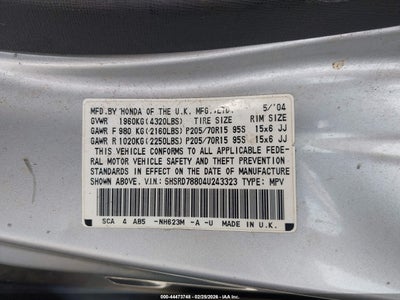 MFD.BY HONDA OF THE U.K. MFG.,LTD. 5/'04
GVWR 1960KG(4320LBS) TIRE SIZE RIM SIZE
GAWR F 980 KG(2160LBS) P205/70R15 95S 15x6 JJ
GAWR R 1020KG(2250LBS) P205/70R15 95S 15x6 JJ
THIS VEHICLE CONFORMS TO ALL APPLICABLE FEDE-
RAL MOTOR VEHICLE SAFETY AND THEFT PREVENTION
STANDARDS IN EFFECT ON THE DATE OF MANUFACTURE
SHOWN ABOVE. V.I.N: SHSRD78804U243323 TYPE: MPV
SCA 4 AB5 -NH623M -A -U MADE IN U.K.
000-44473748 - 02/25/2026 - IAA Holdings, LLC